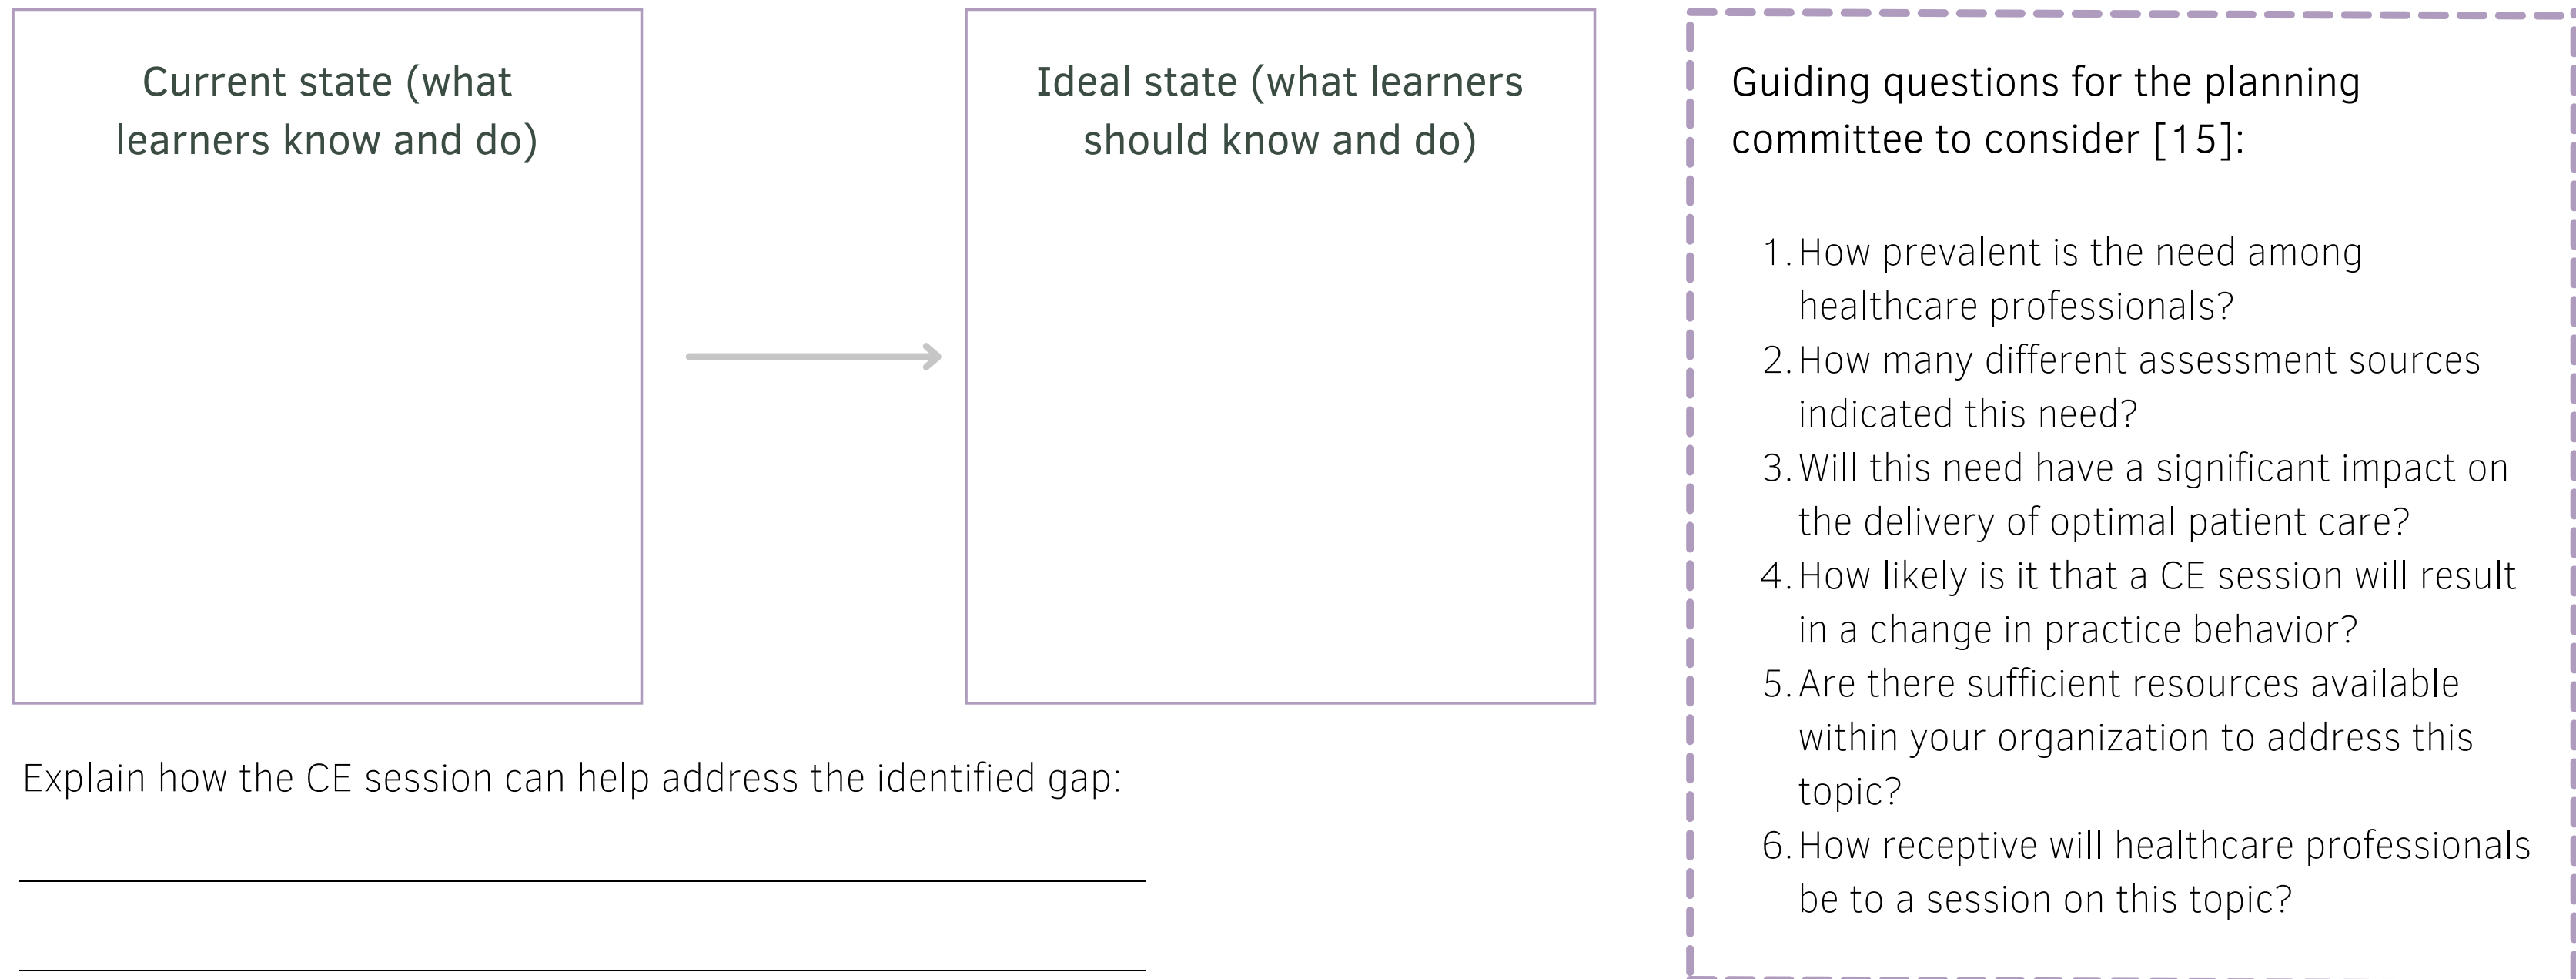 Current state (what
learners know and do)
Ideal state (what learners
should know and do)
Explain how the CE session can help address the identified gap:
Guiding questions for the planning
committee to consider [15]:
1. How prevalent is the need among
healthcare professionals?
2. How many different assessment sources
indicated this need?
3. Will this need have a significant impact on
the delivery of optimal patient care?
4. How likely is it that a CE session will result
in a change in practice behavior?
5. Are there sufficient resources available
within your organization to address this
topic?
6. How receptive will healthcare professionals
be to a session on this topic?